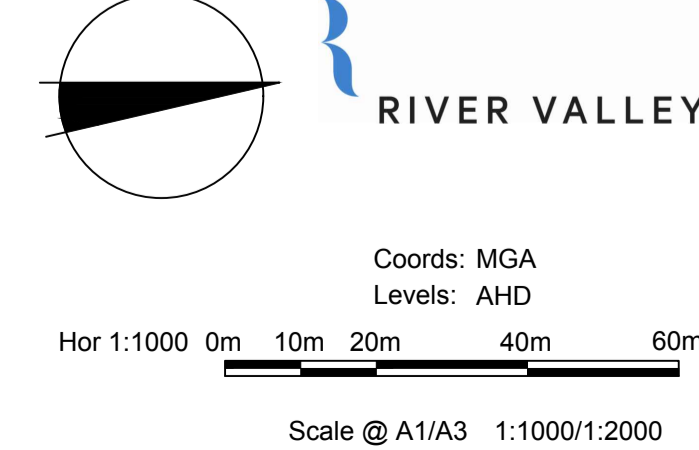 RIVER VALLEY
Coords: MGA
Levels: AHD
Hor 1:1000 0m 10m 20m 40m 60m
Scale @ A1/A3 1:1000/1:2000